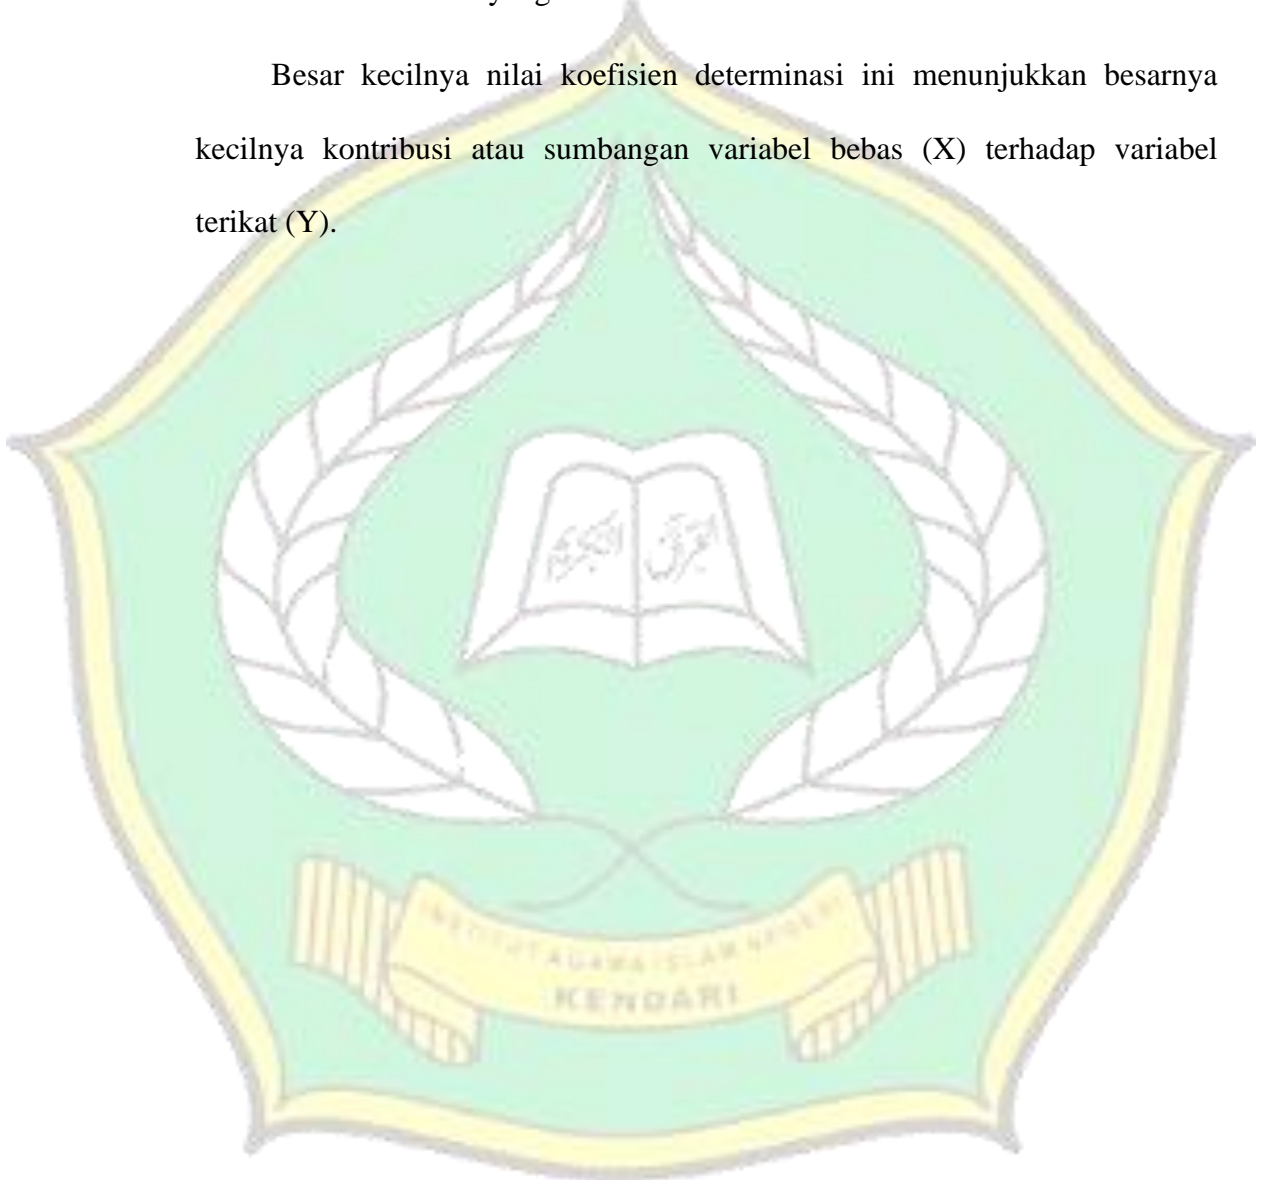 Besar kecilnya nilai koefisien determinasi ini menunjukkan besarnya
kecilnya kontribusi atau sumbangan variabel bebas (X) terhadap variabel
terikat (Y).
INSTITUT AGAMA ISLAM NEGERI
KENDARI